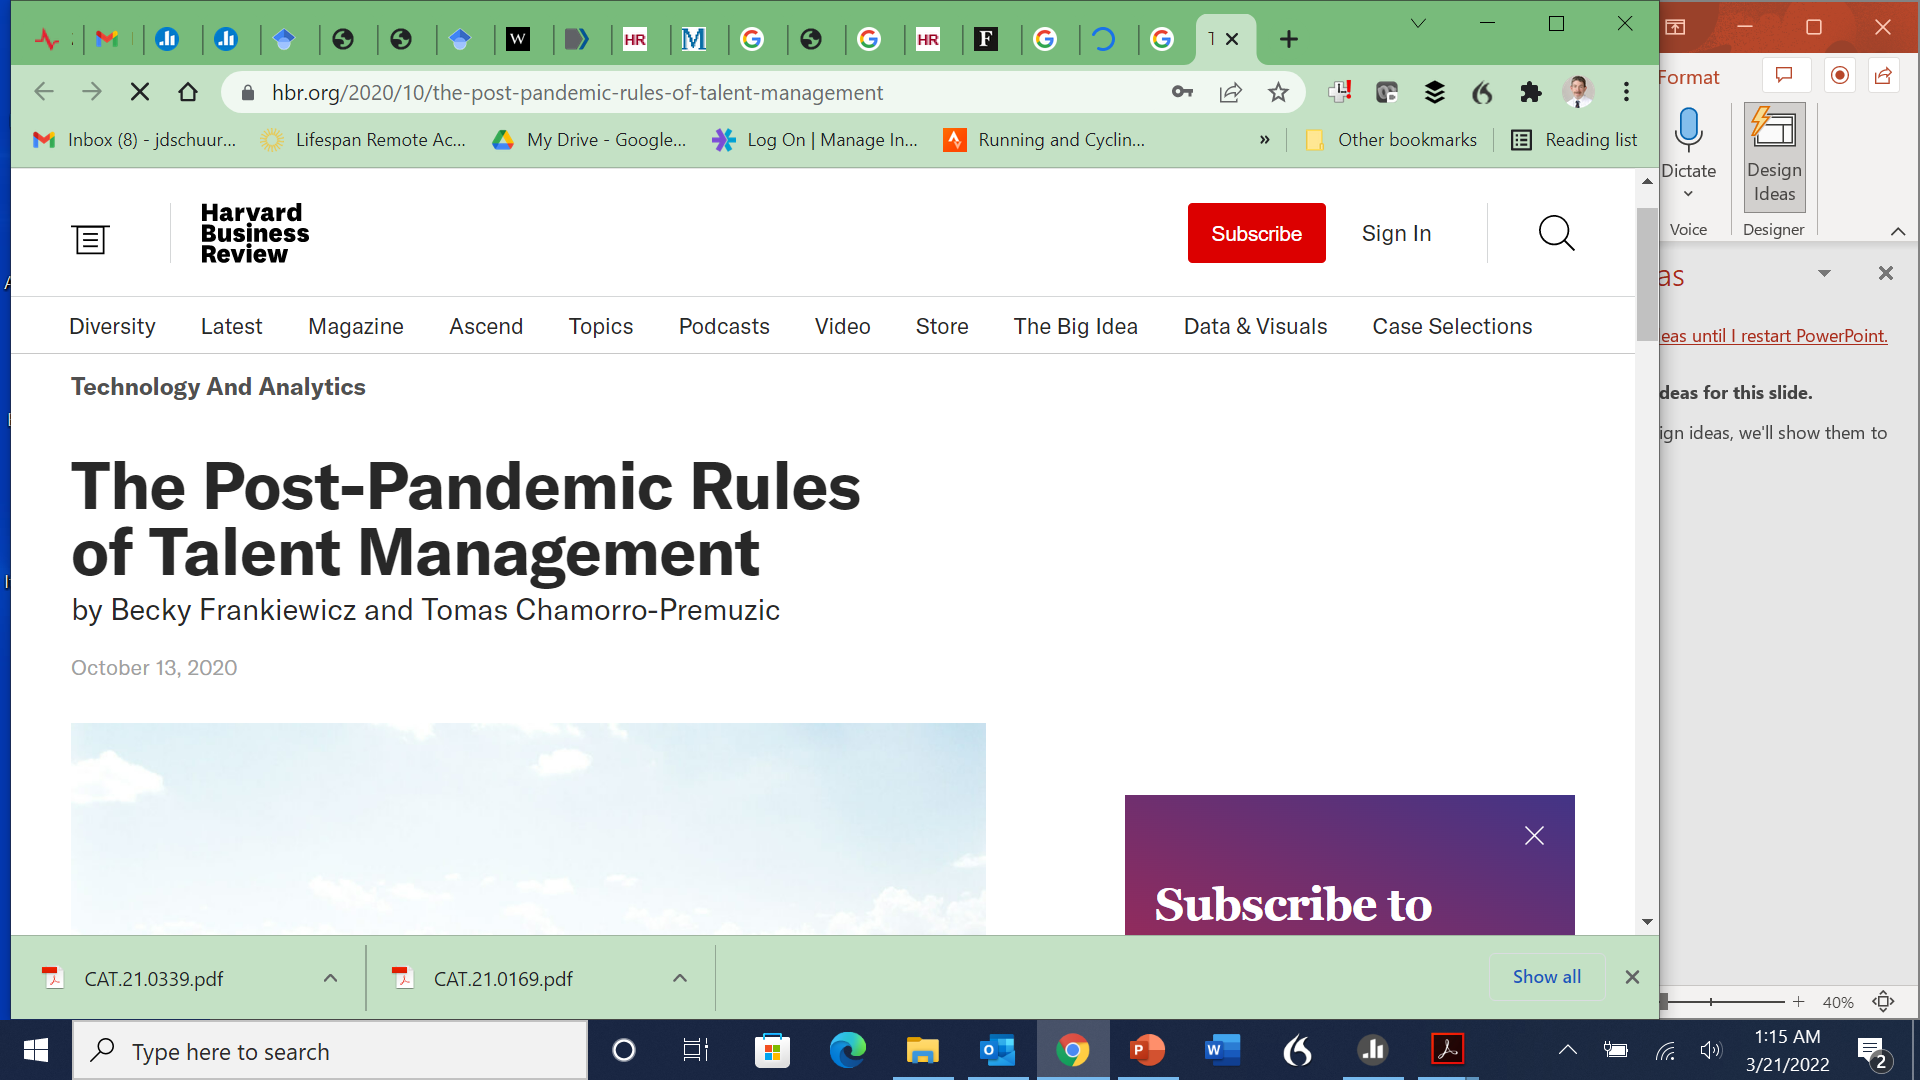 hbr.org/2020/10/the-post-pandemic-rules-of-talent-management
Inbox (8) - jdschuur...
Lifespan Remote Ac...
My Drive - Google...
Log On | Manage In...
Running and Cyclin...
»
Other bookmarks
Reading list
Harvard
Business
Review
Subscribe
Sign In
Diversity
Latest
Magazine
Ascend
Topics
Podcasts
Video
Store
The Big Idea
Data & Visuals
Case Selections
Technology And Analytics
The Post-Pandemic Rules
of Talent Management
by Becky Frankiewicz and Tomas Chamorro-Premuzic
October 13, 2020
Subscribe to
CAT.21.0339.pdf
CAT.21.0169.pdf
Show all
Format
Dictate
Design
Ideas
Voice
Designer
as
eas until I restart PowerPoint.
deas for this slide.
ign ideas, we'll show them to
40%
Type here to search
1:15 AM
3/21/2022
2